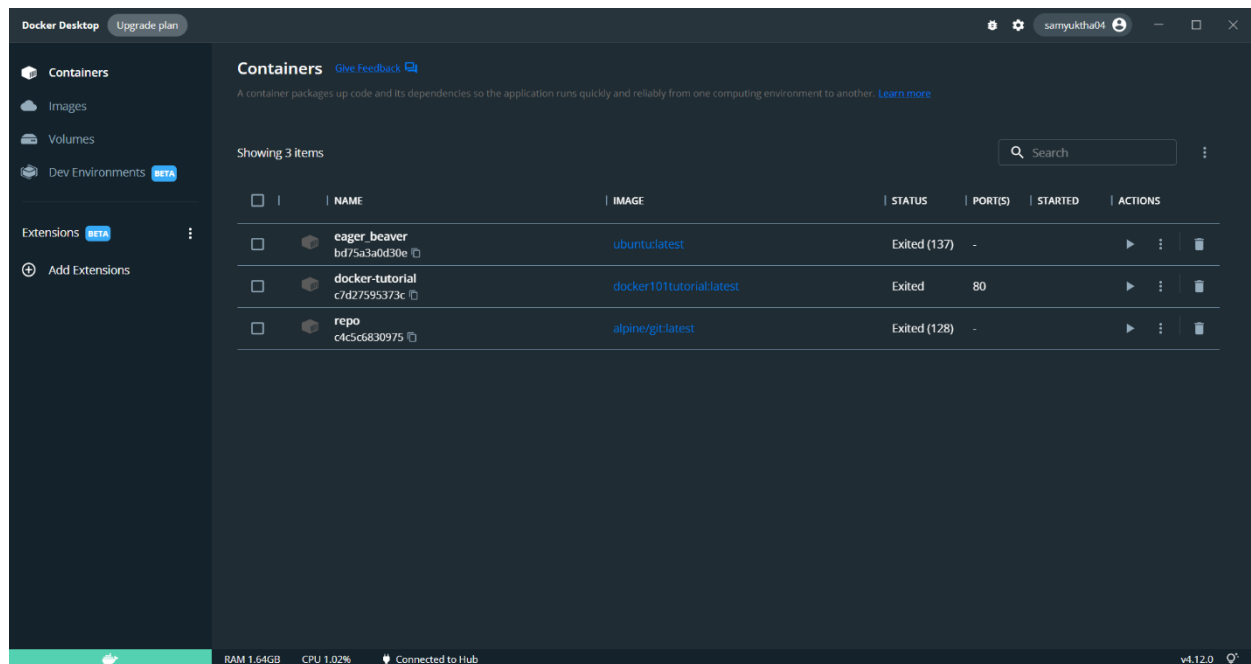 Docker Desktop Upgrade plan samyuktha04
Containers
Images
Volumes
Dev Environments BETA
Extensions BETA
Add Extensions
Containers Give Feedback
A container packages up code and its dependencies so the application runs quickly and reliably from one computing environment to another. Learn more
Showing 3 items Search
NAME IMAGE STATUS PORT(S) STARTED ACTIONS
eager_beaver ubuntu:latest Exited (137) -
bd75a3a0d30e
docker-tutorial docker101tutorial:latest Exited 80
c7d27595373c
repo alpine/git:latest Exited (128) -
c4c5c6830975
RAM 1.64GB CPU 1.02% Connected to Hub v4.12.0